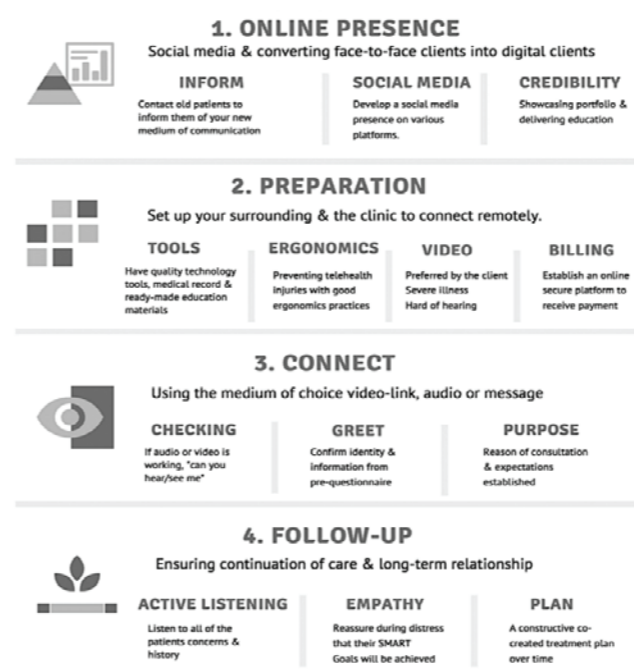 1. ONLINE PRESENCE
Social media & converting face-to-face clients into digital clients
INFORM
Contact old patients to
inform them of your new
medium of communication
SOCIAL MEDIA
Develop a social media
presence on various
platforms.
CREDIBILITY
Showcasing portfolio &
delivering education
2. PREPARATION
Set up your surrounding & the clinic to connect remotely.
TOOLS
Have quality technology
tools, medical record &
ready-made education
materials
ERGONOMICS
Preventing telehealth
injuries with good
ergonomics practices
VIDEO
Preferred by the client
Severe illness
Hard of hearing
BILLING
Establish an online
secure platform to
receive payment
3. CONNECT
Using the medium of choice video-link, audio or message
CHECKING
If audio or video is
working, "can you
hear/see me"
GREET
Confirm identity &
information from
pre-questionnaire
PURPOSE
Reason of consultation
& expectations
established
4. FOLLOW-UP
Ensuring continuation of care & long-term relationship
ACTIVE LISTENING
Listen to all of the
patients concerns &
history
EMPATHY
Reassure during distress
that their SMART
Goals will be achieved
PLAN
A constructive co-
created treatment plan
over time